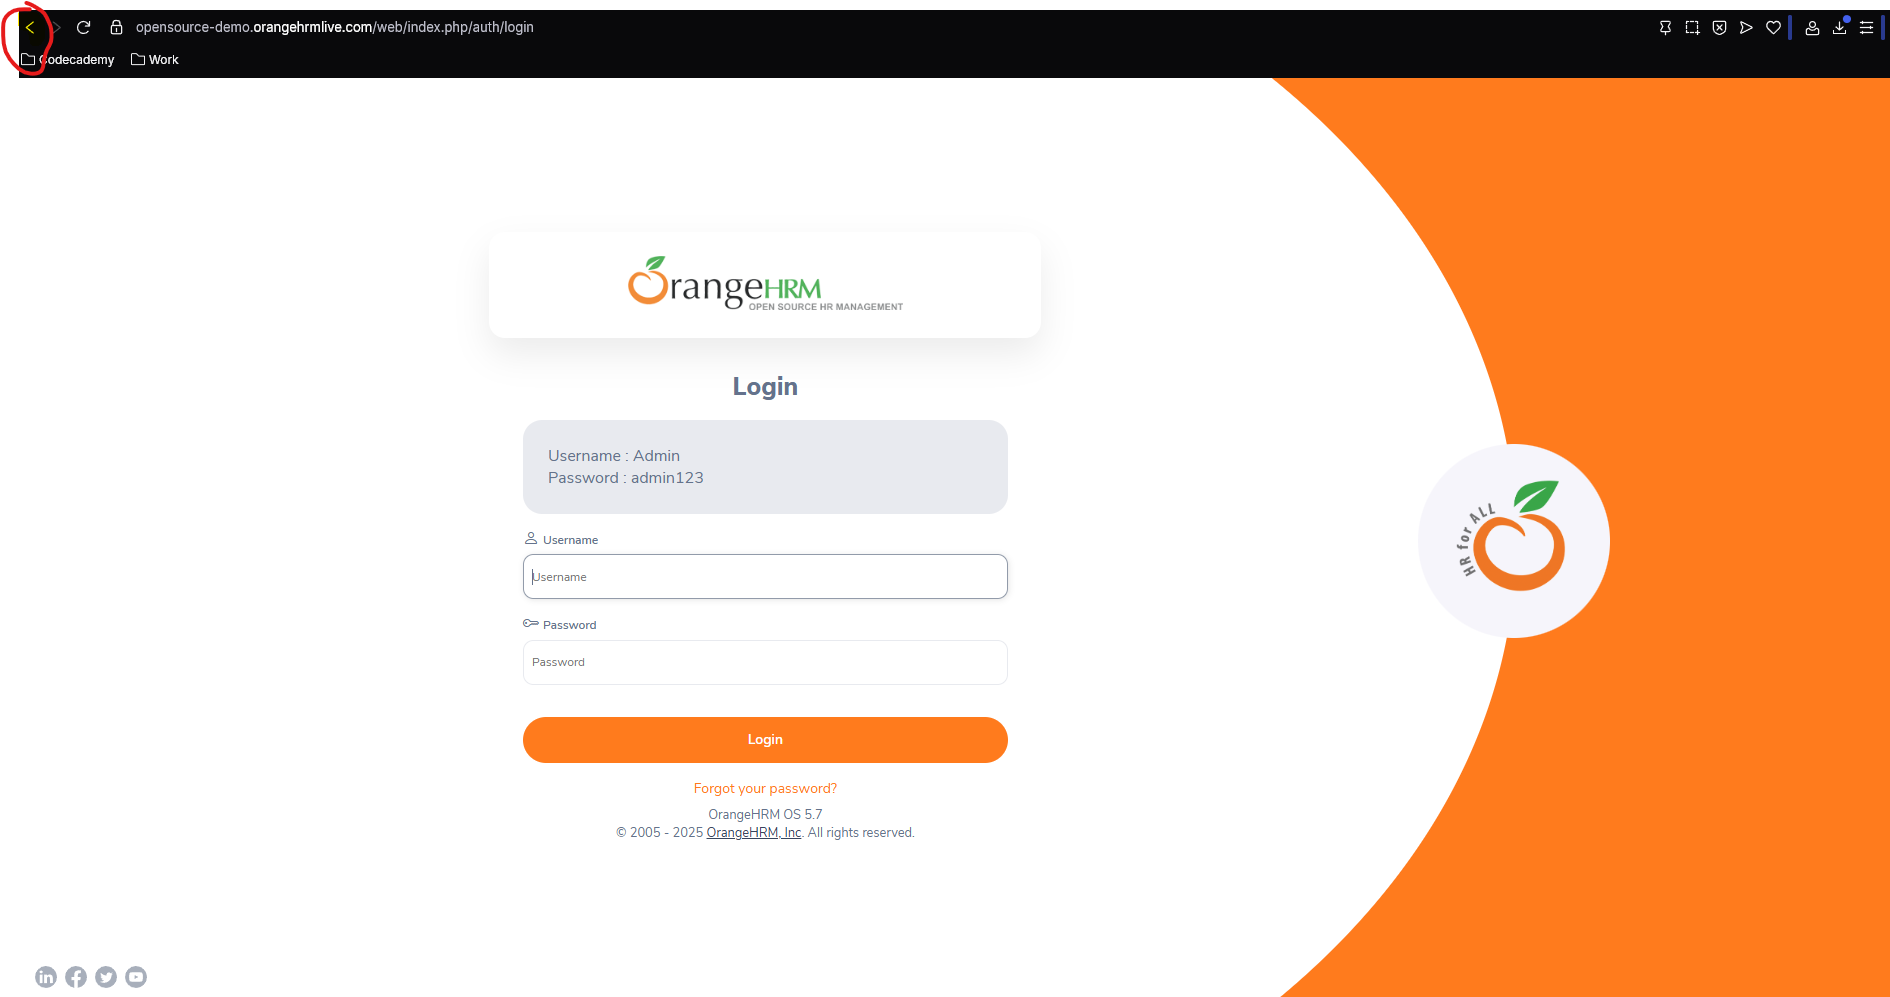 opensource-demo.orangehrmlive.com/web/index.php/auth/login
Codecademy Work
OrangeHRM
OPEN SOURCE HR MANAGEMENT
Login
Username : Admin
Password : admin123
Username
Username
Password
Password
Login
Forgot your password?
OrangeHRM OS 5.7
© 2005 - 2025 OrangeHRM, Inc. All rights reserved.
HR for ALL
in